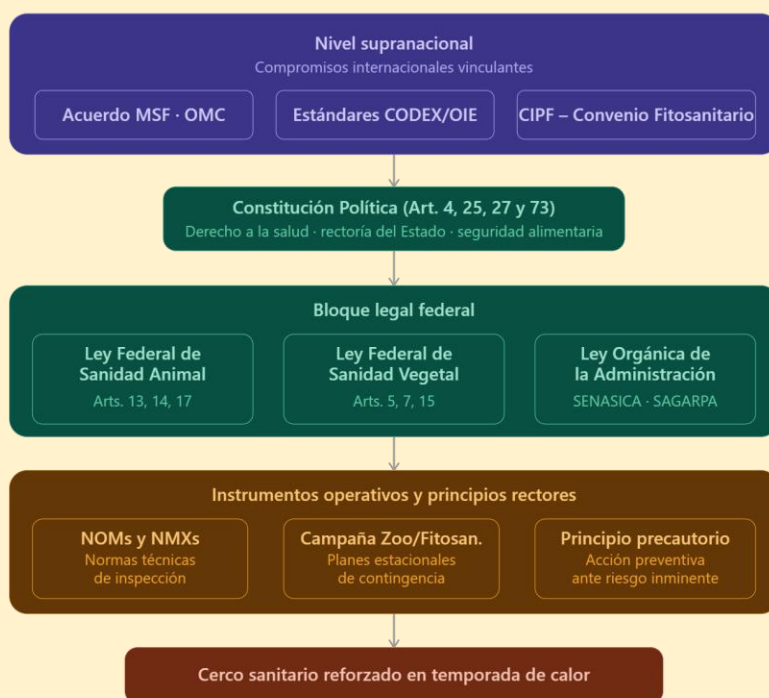 Nivel supranacional
Compromisos internacionales vinculantes
Acuerdo MSF · OMC
Estándares CODEX/OIE
CIPF – Convenio Fitosanitario
Constitución Política (Art. 4, 25, 27 y 73)
Derecho a la salud · rectoría del Estado · seguridad alimentaria
Bloque legal federal
Ley Federal de
Sanidad Animal
Arts. 13, 14, 17
Ley Federal de
Sanidad Vegetal
Arts. 5, 7, 15
Ley Orgánica de
la Administración
SENASICA · SAGARPA
Instrumentos operativos y principios rectores
NOMs y NMXs
Normas técnicas
de inspección
Campaña Zoo/Fitosan.
Planes estacionales
de contingencia
Principio precautorio
Acción preventiva
ante riesgo inminente
Cerco sanitario reforzado en temporada de calor